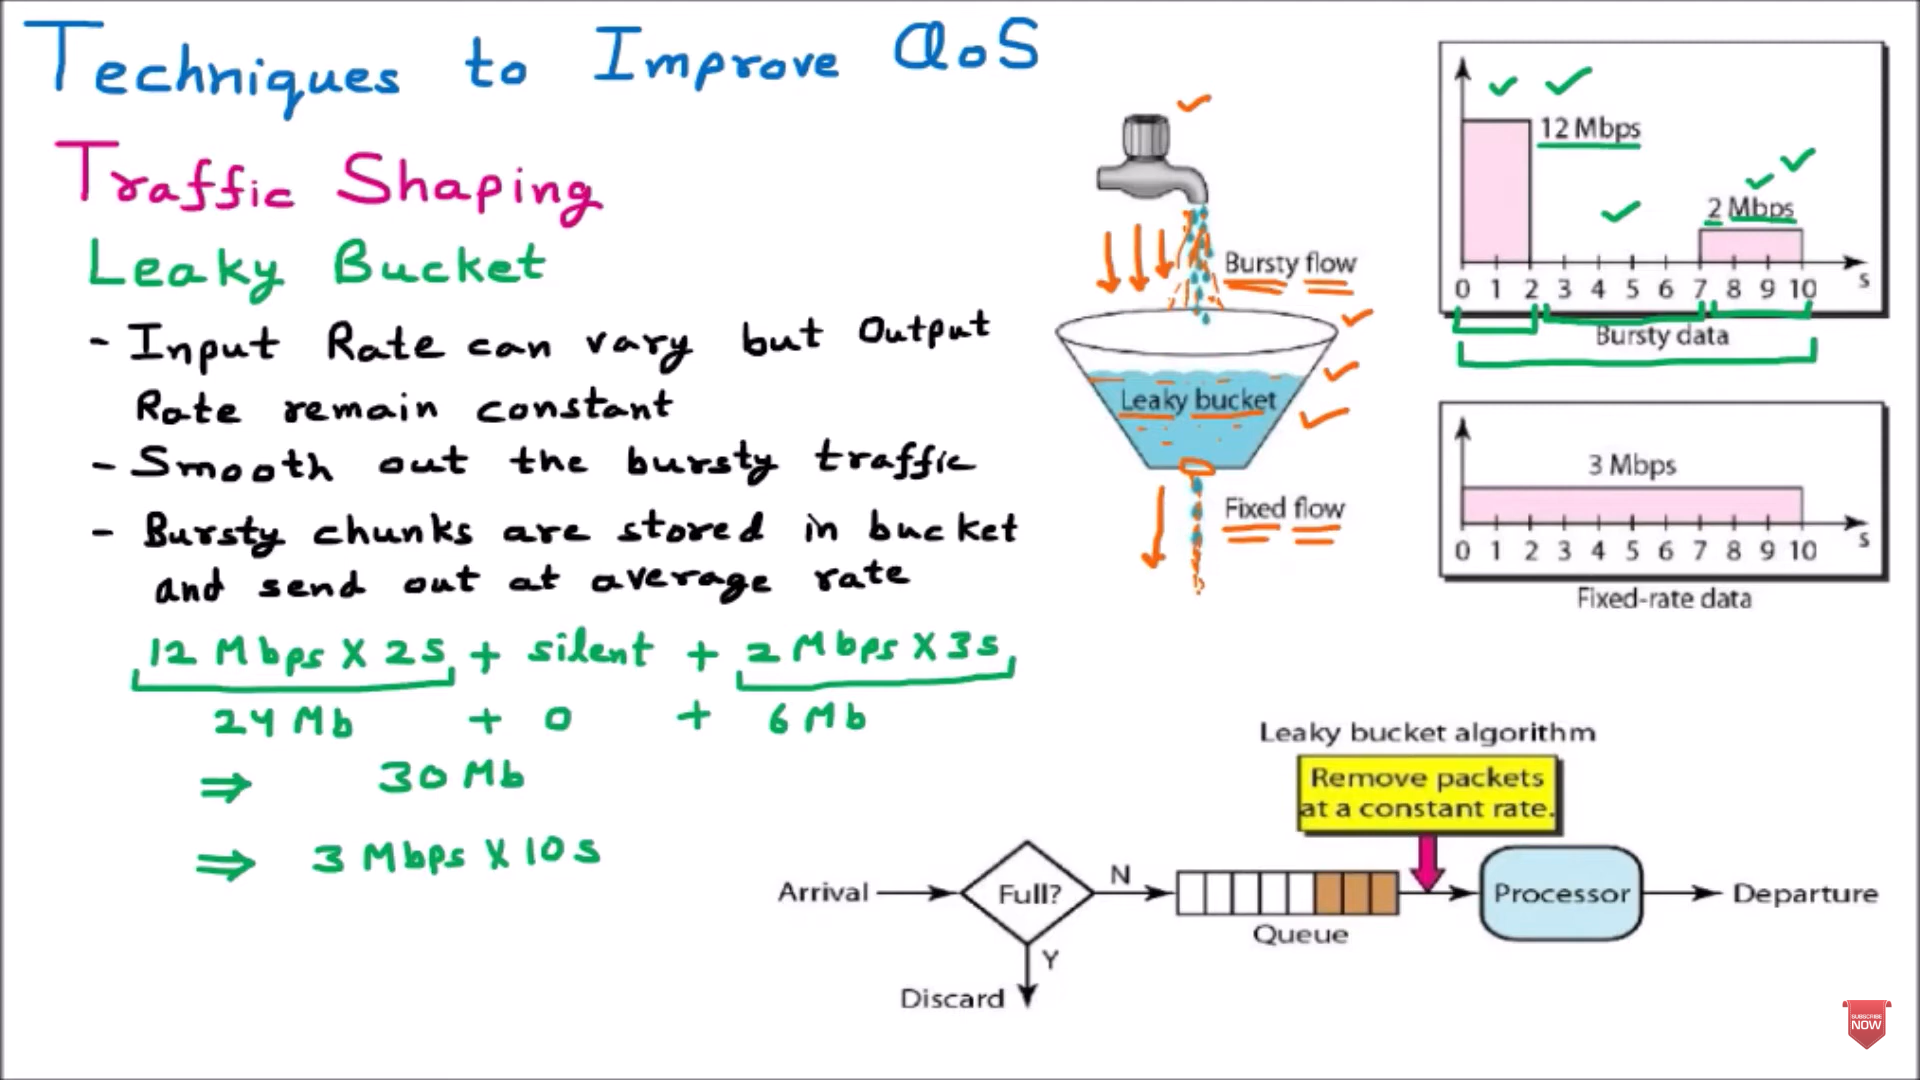 Techniques to Improve QoS
Traffic Shaping
Leaky Bucket
- Input Rate can vary but Output
Rate remain constant
- Smooth out the bursty traffic
- Bursty chunks are stored in bucket
and send out at average rate
12 Mbps X 2s + silent + 2 Mbps X 3s
24 Mb + 0 + 6 Mb
⇒ 30 Mb
⇒ 3 Mbps X 10s
Bursty flow
Leaky bucket
Fixed flow
12 Mbps
2 Mbps
0 1 2 3 4 5 6 7 8 9 10 s
Bursty data
3 Mbps
0 1 2 3 4 5 6 7 8 9 10 s
Fixed-rate data
Leaky bucket algorithm
Remove packets
at a constant rate.
Arrival
Full?
N
Y
Discard
Queue
Processor
Departure
SUBSCRIBE
NOW